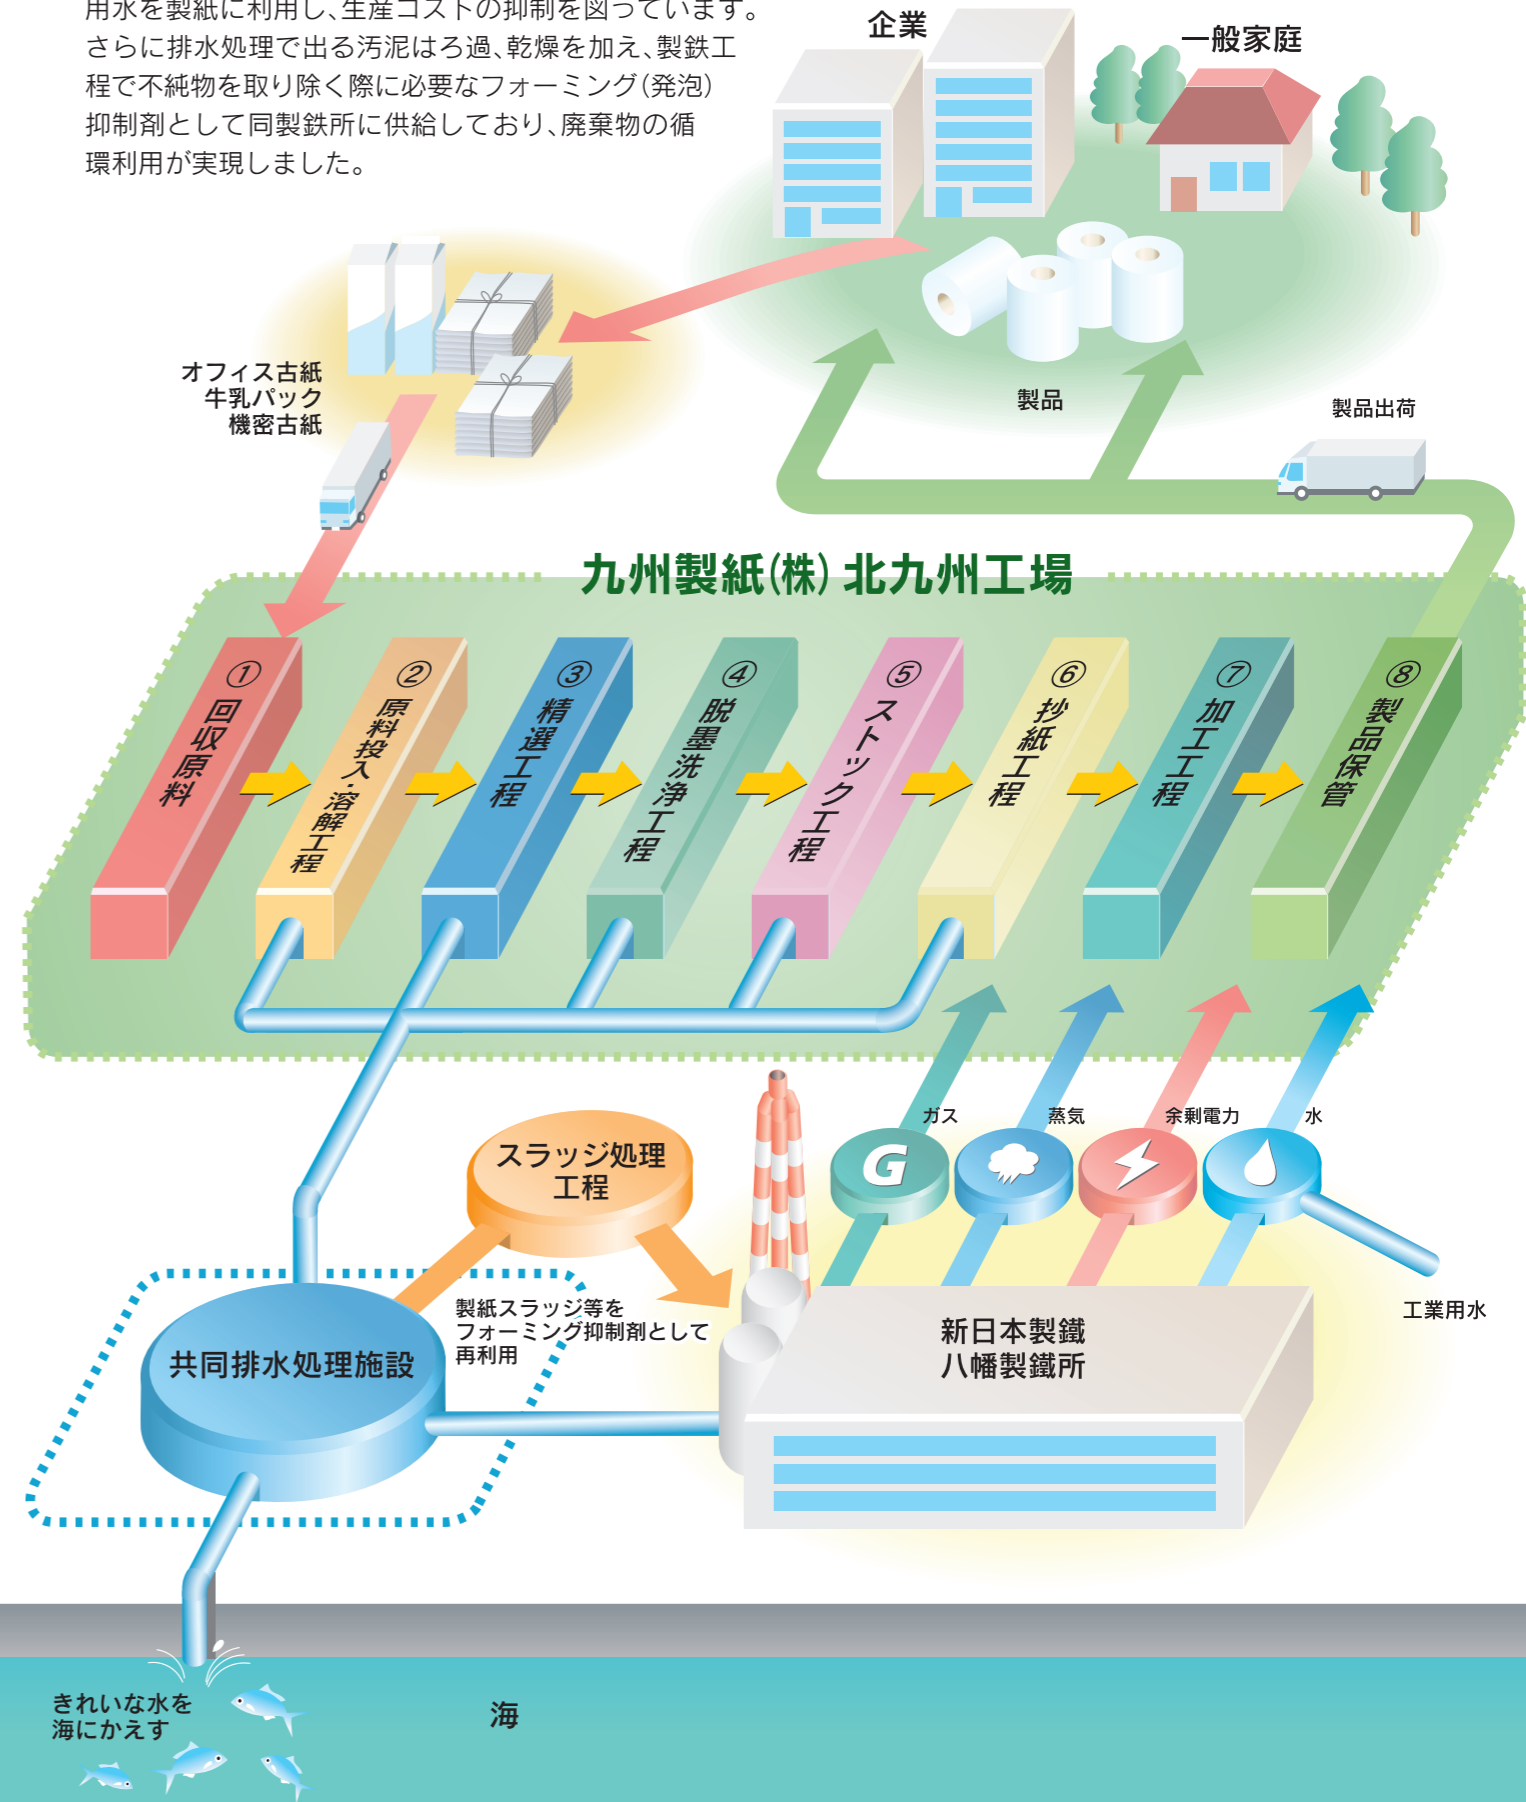 用水を製紙に利用し、生産コストの抑制を図っています。
さらに排水処理で出る汚泥はろ過、乾燥を加え、製鉄工
程で不純物を取り除く際に必要なフォーミング(発泡)
抑制剤として同製鉄所に供給しており、廃棄物の循
環利用が実現しました。
企業
一般家庭
オフィス古紙
牛乳パック
機密古紙
製品
製品出荷
九州製紙(株) 北九州工場
①回収原料
②原料投入・溶解工程
③精選工程
④脱墨洗浄工程
⑤ストック工程
⑥抄紙工程
⑦加工工程
⑧製品保管
ガス
蒸気
余剰電力
水
G
スラッジ処理
工程
製紙スラッジ等を
フォーミング抑制剤として
再利用
工業用水
新日本製鐵
八幡製鐵所
共同排水処理施設
きれいな水を
海にかえす
海